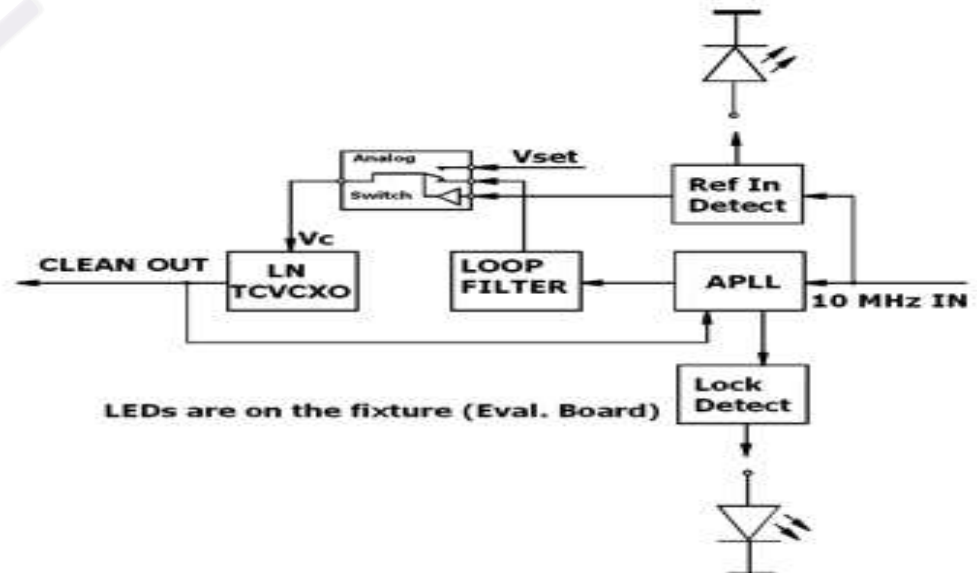 Analog
Switch
Vset
Ref In
Detect
Vc
CLEAN OUT
LN
TCVCXO
LOOP
FILTER
APLL
10 MHz IN
Lock
Detect
LEDs are on the fixture (Eval. Board)